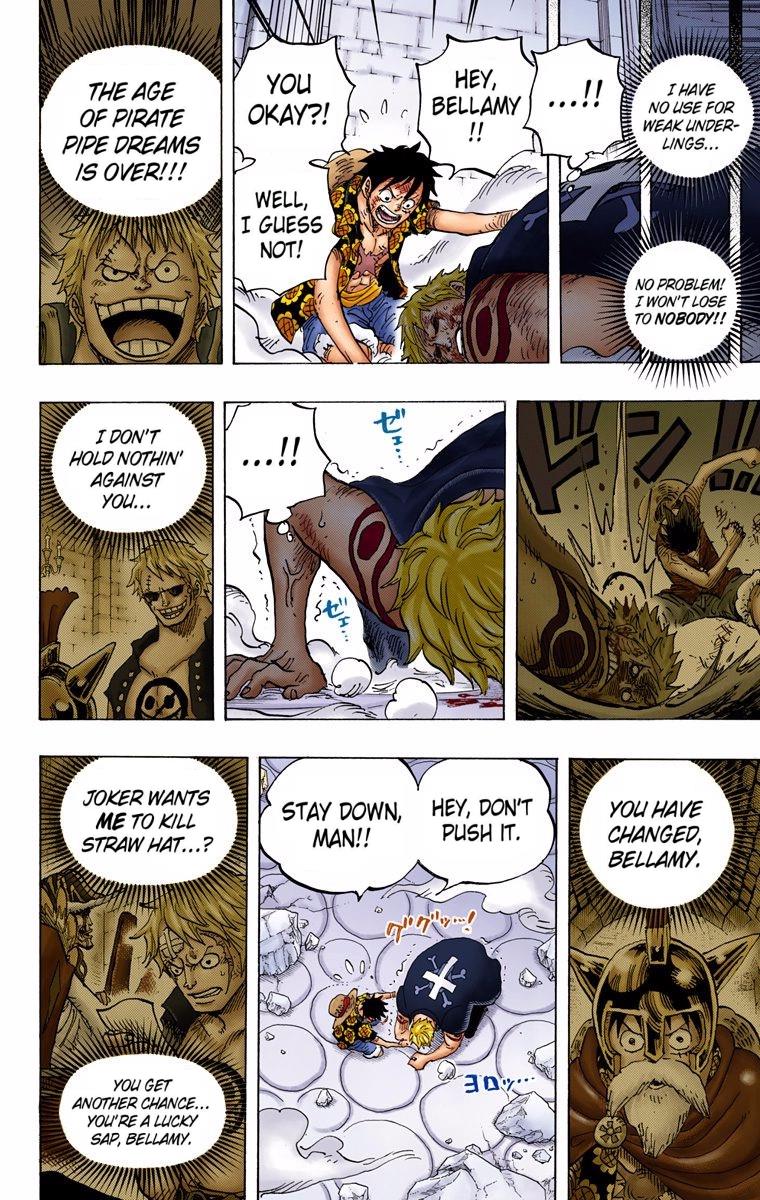 I HAVE
NO USE FOR
WEAK UNDER-
LINGS...
NO PROBLEM!
I WON'T LOSE
TO NOBODY!!
...!!
HEY,
BELLAMY
!!
YOU
OKAY?!
WELL,
I GUESS
NOT!
THE AGE
OF PIRATE
PIPE DREAMS
IS OVER!!!
ドン
ゼェ...
...!!
ゼェ...
I DON'T
HOLD NOTHIN'
AGAINST
YOU...
YOU HAVE
CHANGED,
BELLAMY.
HEY, DON'T
PUSH IT.
STAY DOWN,
MAN!!
グググッ...!
ヨロッ...
JOKER WANTS
ME TO KILL
STRAW HAT...?
YOU GET
ANOTHER CHANCE...
YOU'RE A LUCKY
SAP, BELLAMY.